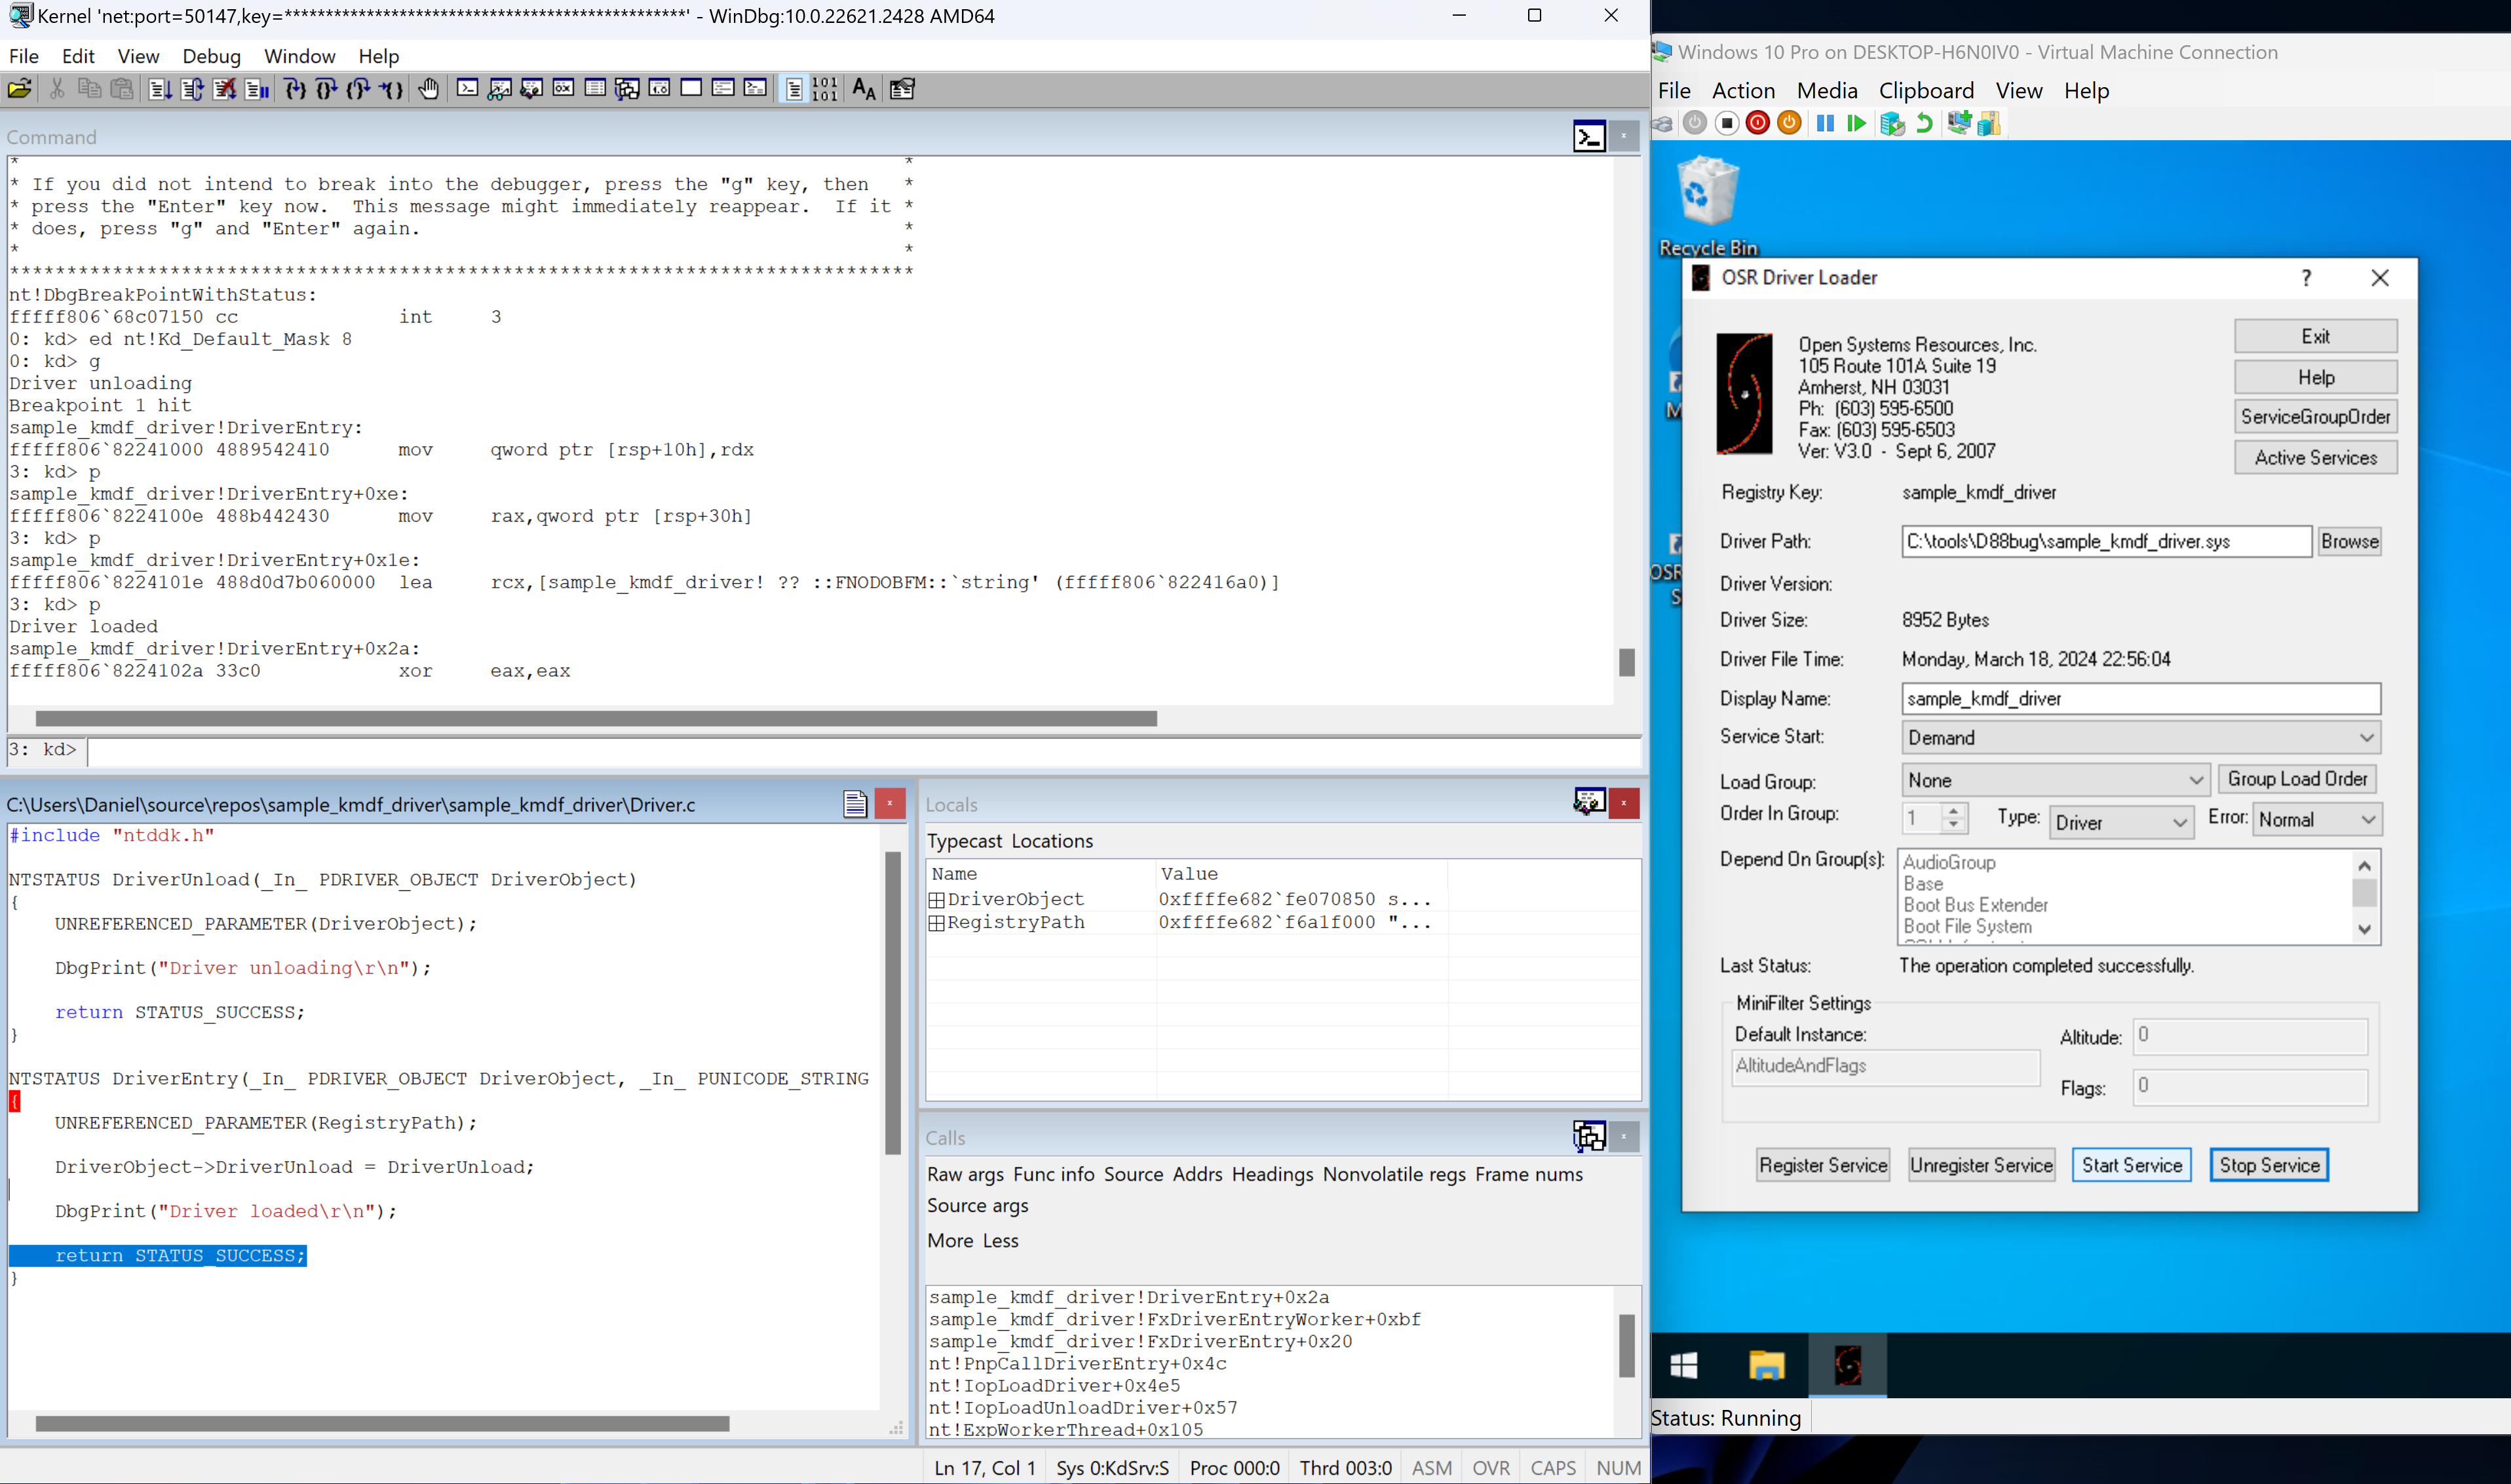 Kernel 'net:port=50147,key=*************************************************' - WinDbg:10.0.22621.2428 AMD64
File Edit View Debug Window Help
Command
* *
* If you did not intend to break into the debugger, press the "g" key, then *
* press the "Enter" key now. This message might immediately reappear. If it *
* does, press "g" and "Enter" again. *
* *
*******************************************************************************
nt!DbgBreakPointWithStatus:
fffff806`68c07150 cc int 3
0: kd> ed nt!Kd_Default_Mask 8
0: kd> g
Driver unloading
Breakpoint 1 hit
sample_kmdf_driver!DriverEntry:
fffff806`82241000 4889542410 mov qword ptr [rsp+10h],rdx
3: kd> p
sample_kmdf_driver!DriverEntry+0xe:
fffff806`8224100e 488b442430 mov rax,qword ptr [rsp+30h]
3: kd> p
sample_kmdf_driver!DriverEntry+0x1e:
fffff806`8224101e 488d0d7b060000 lea rcx,[sample_kmdf_driver! ?? ::FNODOBFM::`string' (fffff806`822416a0)]
3: kd> p
Driver loaded
sample_kmdf_driver!DriverEntry+0x2a:
fffff806`8224102a 33c0 xor eax,eax
3: kd>
C:\Users\Daniel\source\repos\sample_kmdf_driver\sample_kmdf_driver\Driver.c
#include "ntddk.h"
NTSTATUS DriverUnload(_In_ PDRIVER_OBJECT DriverObject)
{
UNREFERENCED_PARAMETER(DriverObject);
DbgPrint("Driver unloading\r\n");
return STATUS_SUCCESS;
}
NTSTATUS DriverEntry(_In_ PDRIVER_OBJECT DriverObject, _In_ PUNICODE_STRING
{
UNREFERENCED_PARAMETER(RegistryPath);
DriverObject->DriverUnload = DriverUnload;
DbgPrint("Driver loaded\r\n");
return STATUS_SUCCESS;
}
Locals
Typecast Locations
Name Value
DriverObject 0xffffe682`fe070850 s...
RegistryPath 0xffffe682`f6a1f000 "...
Calls
Raw args Func info Source Addrs Headings Nonvolatile regs Frame nums
Source args
More Less
sample_kmdf_driver!DriverEntry+0x2a
sample_kmdf_driver!FxDriverEntryWorker+0xbf
sample_kmdf_driver!FxDriverEntry+0x20
nt!PnpCallDriverEntry+0x4c
nt!IopLoadDriver+0x4e5
nt!IopLoadUnloadDriver+0x57
nt!ExpWorkerThread+0x105
Ln 17, Col 1 Sys 0:KdSrv:S Proc 000:0 Thrd 003:0 ASM OVR CAPS NUM
Windows 10 Pro on DESKTOP-H6N0IV0 - Virtual Machine Connection
File Action Media Clipboard View Help
Recycle Bin
M
OSR
S
OSR Driver Loader
Open Systems Resources, Inc.
105 Route 101A Suite 19
Amherst, NH 03031
Ph: (603) 595-6500
Fax: (603) 595-6503
Ver: V3.0 - Sept 6, 2007
Exit
Help
ServiceGroupOrder
Active Services
Registry Key: sample_kmdf_driver
Driver Path: C:\tools\D88bug\sample_kmdf_driver.sys Browse
Driver Version:
Driver Size: 8952 Bytes
Driver File Time: Monday, March 18, 2024 22:56:04
Display Name: sample_kmdf_driver
Service Start: Demand
Load Group: None Group Load Order
Order In Group: 1 Type: Driver Error: Normal
Depend On Group(s): AudioGroup
Base
Boot Bus Extender
Boot File System
Last Status: The operation completed successfully.
MiniFilter Settings
Default Instance:
AltitudeAndFlags
Altitude: 0
Flags: 0
Register Service Unregister Service Start Service Stop Service
Status: Running